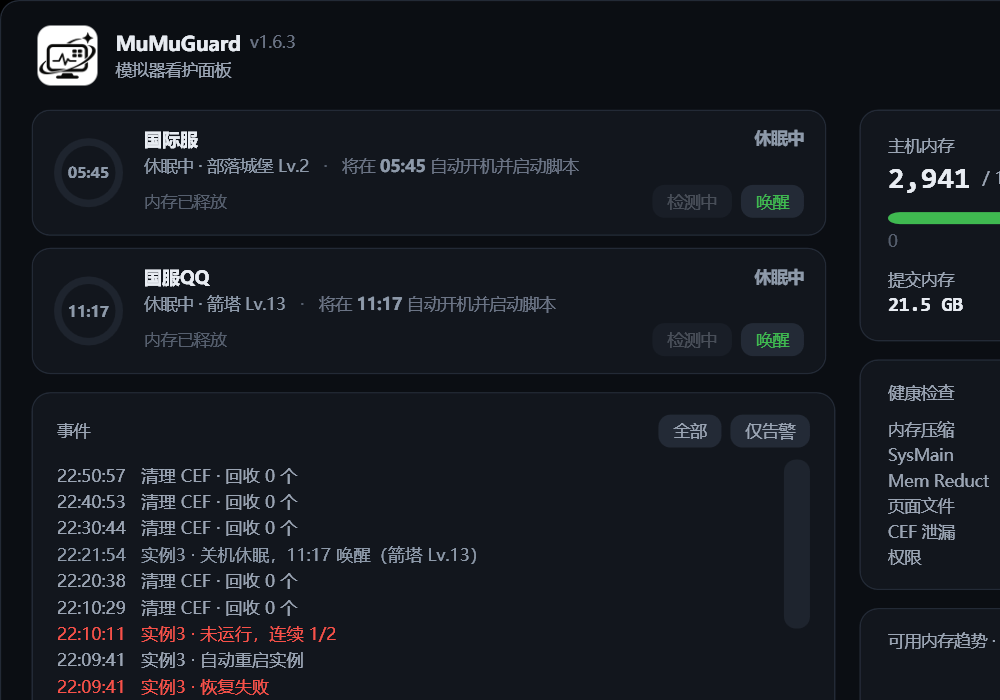 MuMuGuard v1.6.3
模拟器看护面板
05:45
国际服
休眠中
休眠中 · 部落城堡 Lv.2 · 将在 05:45 自动开机并启动脚本
内存已释放
检测中
唤醒
11:17
国服QQ
休眠中
休眠中 · 箭塔 Lv.13 · 将在 11:17 自动开机并启动脚本
内存已释放
检测中
唤醒
事件
全部
仅告警
22:50:57 清理 CEF · 回收 0 个
22:40:53 清理 CEF · 回收 0 个
22:30:44 清理 CEF · 回收 0 个
22:21:54 实例3 · 关机休眠，11:17 唤醒（箭塔 Lv.13）
22:20:38 清理 CEF · 回收 0 个
22:10:29 清理 CEF · 回收 0 个
22:10:11 实例3 · 未运行，连续 1/2
22:09:41 实例3 · 自动重启实例
22:09:41 实例3 · 恢复失败
主机内存
2,941 /
0
提交内存
21.5 GB
健康检查
内存压缩
SysMain
Mem Reduct
页面文件
CEF 泄漏
权限
可用内存趋势 ·